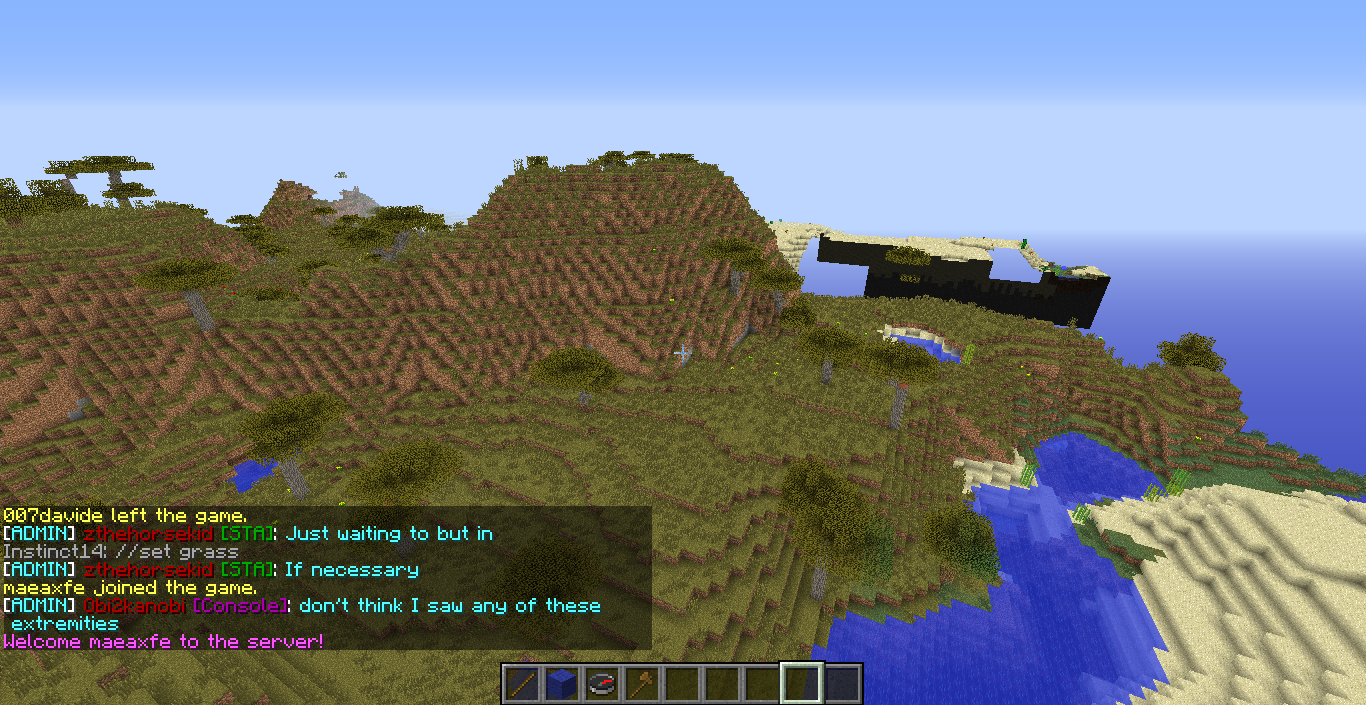 007davide left the game.
[ADMIN] zthehorsekid [STA]: Just waiting to but in
Instinct14: //set grass
[ADMIN] zthehorsekid [STA]: If necessary
maeaxfe joined the game.
[ADMIN] Obi2kanobi [Console]: don't think I saw any of these
extremities
Welcome maeaxfe to the server!